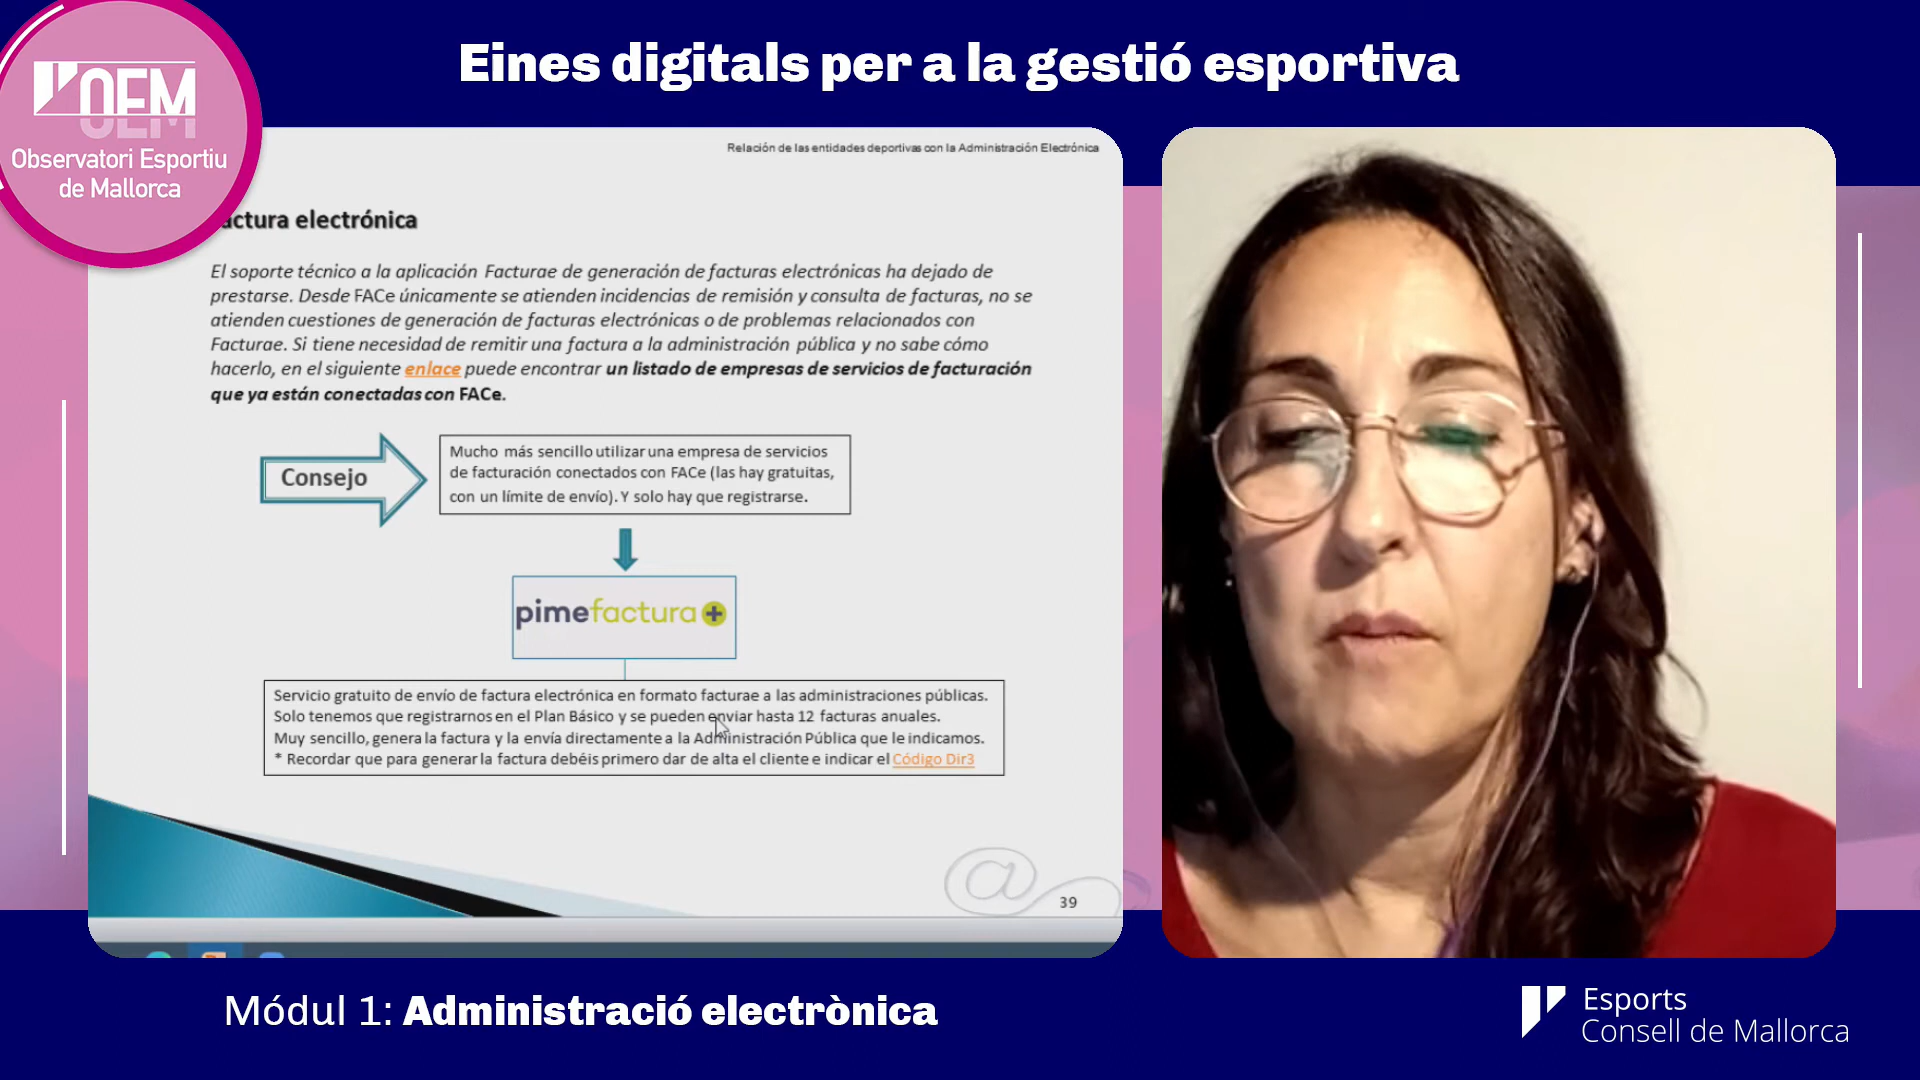 Eines digitals per a la gestió esportiva
OEM
Observatori Esportiu
de Mallorca
Relación de las entidades deportivas con la Administración Electrónica
actura electrónica
El soporte técnico a la aplicación Facturae de generación de facturas electrónicas ha dejado de
prestarse. Desde FACe únicamente se atienden incidencias de remisión y consulta de facturas, no se
atienden cuestiones de generación de facturas electrónicas o de problemas relacionados con
Facturae. Si tiene necesidad de remitir una factura a la administración pública y no sabe cómo
hacerlo, en el siguiente enlace puede encontrar un listado de empresas de servicios de facturación
que ya están conectadas con FACe.
Consejo
Mucho más sencillo utilizar una empresa de servicios
de facturación conectados con FACe (las hay gratuitas,
con un límite de envío). Y solo hay que registrarse.
pimefactura+
Servicio gratuito de envío de factura electrónica en formato facturae a las administraciones públicas.
Solo tenemos que registrarnos en el Plan Básico y se pueden enviar hasta 12 facturas anuales.
Muy sencillo, genera la factura y la envía directamente a la Administración Pública que le indicamos.
* Recordar que para generar la factura debéis primero dar de alta el cliente e indicar el Código Dir3
@
39
Módul 1: Administració electrònica
Esports
Consell de Mallorca